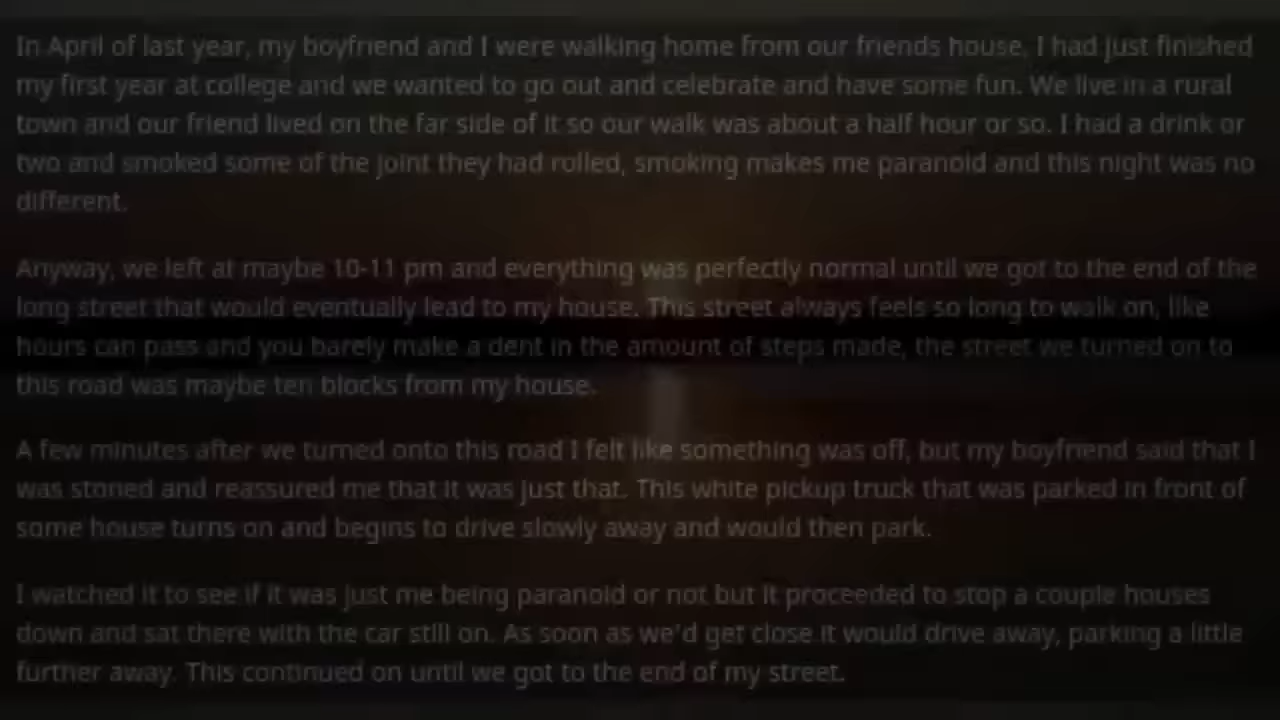 In April of last year, my boyfriend and I were walking home from our friends house, I had just finished
my first year at college and we wanted to go out and celebrate and have some fun. We live in a rural
town and our friend lived on the far side of it so our walk was about a half hour or so. I had a drink or
two and smoked some of the joint they had rolled, smoking makes me paranoid and this night was no
different.
Anyway, we left at maybe 10-11 pm and everything was perfectly normal until we got to the end of the
long street that would eventually lead to my house. This street always feels so long to walk on, like
hours can pass and you barely make a dent in the amount of steps made, the street we turned on to
this road was maybe ten blocks from my house.
A few minutes after we turned onto this road I felt like something was off, but my boyfriend said that I
was stoned and reassured me that it was just that. This white pickup truck that was parked in front of
some house turns on and begins to drive slowly away and would then park.
I watched it to see if it was just me being paranoid or not but it proceeded to stop a couple houses
down and sat there with the car still on. As soon as we'd get close it would drive away, parking a little
further away. This continued on until we got to the end of my street.